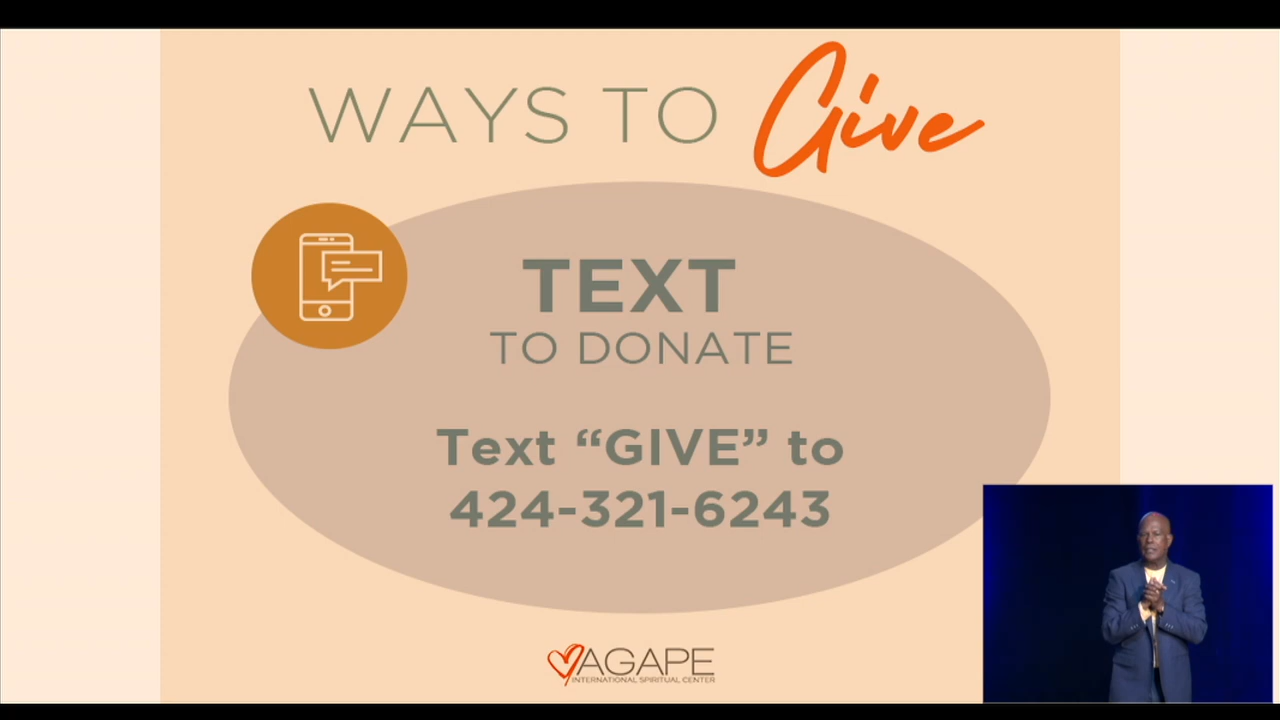 WAYS TO Give
TEXT
TO DONATE
Text “GIVE” to
424-321-6243
AGAPE
INTERNATIONAL SPIRITUAL CENTER